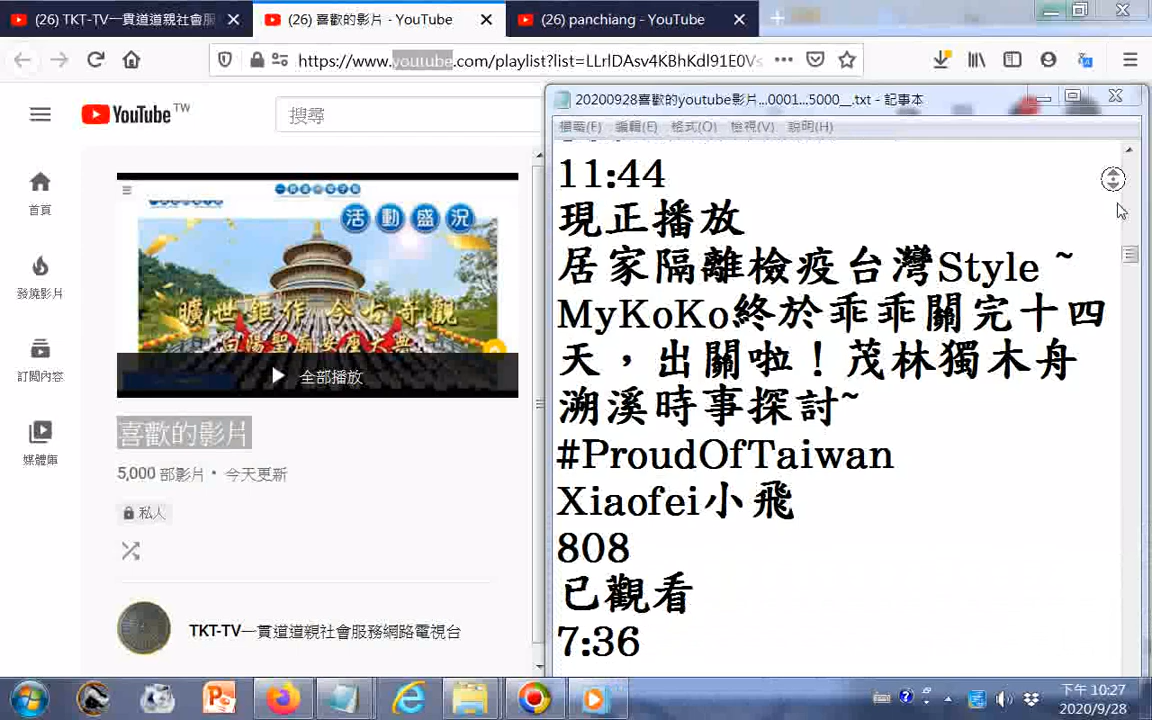 (26) TKT-TV一貫道道親社會服
(26) 喜歡的影片 - YouTube
(26) panchiang - YouTube
https://www.youtube.com/playlist?list=LLrlDAsv4KBhKdl91E0Vs
YouTube TW
搜尋
首頁
發燒影片
訂閱內容
媒體庫
活動盛況
曠世鉅作 今古奇觀
全部播放
喜歡的影片
5,000 部影片・今天更新
私人
TKT-TV一貫道道親社會服務網路電視台
20200928喜歡的youtube影片...0001...5000__.txt - 記事本
檔案(F) 編輯(E) 格式(O) 檢視(V) 說明(H)
11:44
現正播放
居家隔離檢疫台灣Style ~
MyKoKo終於乖乖關完十四
天，出關啦！茂林獨木舟
溯溪時事探討~
#ProudOfTaiwan
Xiaofei小飛
808
已觀看
7:36
下午 10:27
2020/9/28